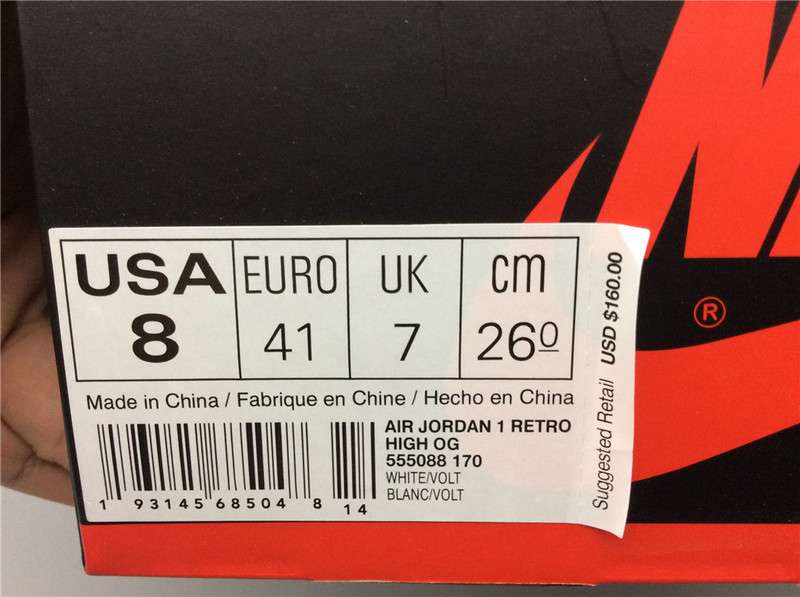 USA EURO UK cm
8 41 7 260
Made in China / Fabrique en Chine / Hecho en China
AIR JORDAN 1 RETRO
HIGH OG
555088 170
WHITE/VOLT
BLANC/VOLT
1 93145 68504 8 14
Suggested Retail USD $160.00
®